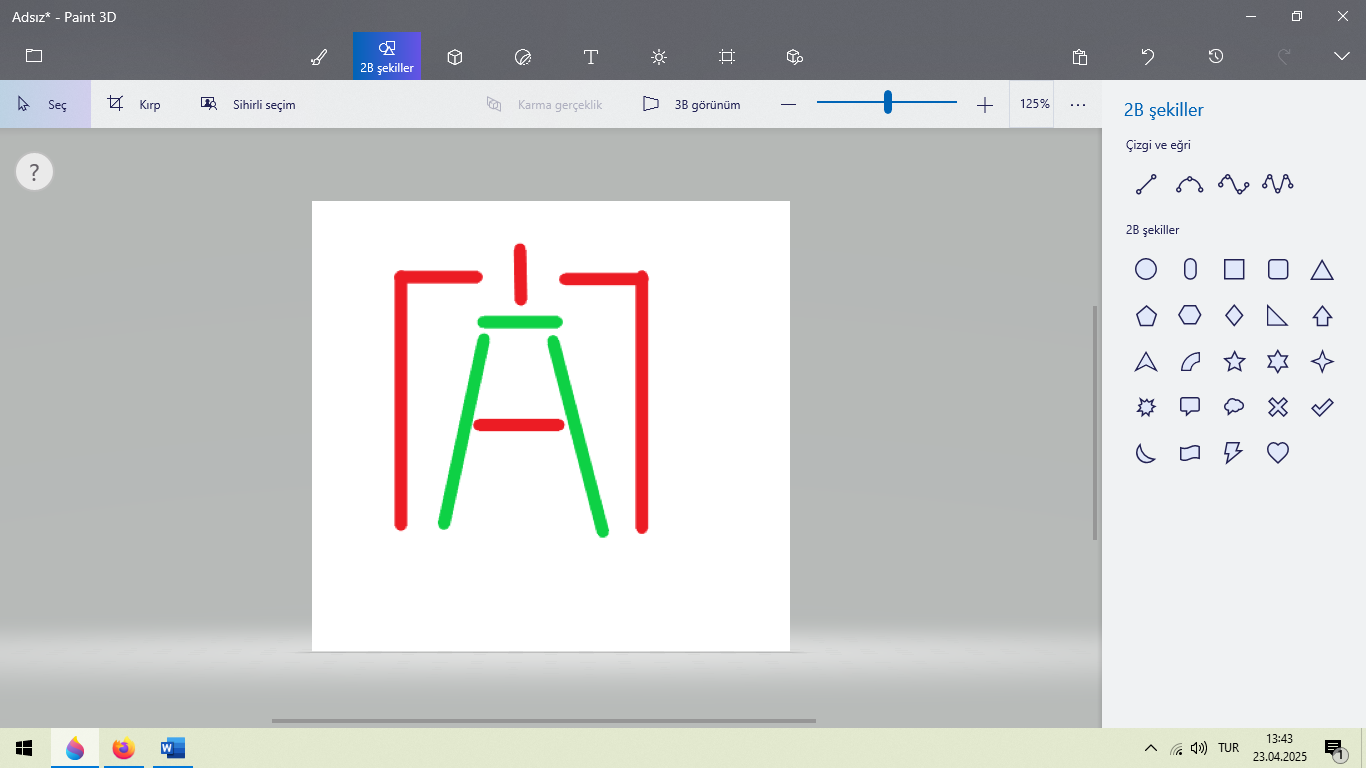 Adsız* - Paint 3D
2B şekiller
Seç
Kırp
Sihirli seçim
Karma gerçeklik
3B görünüm
125%
2B şekiller
Çizgi ve eğri
2B şekiller
?
W
TUR
13:43
23.04.2025
1